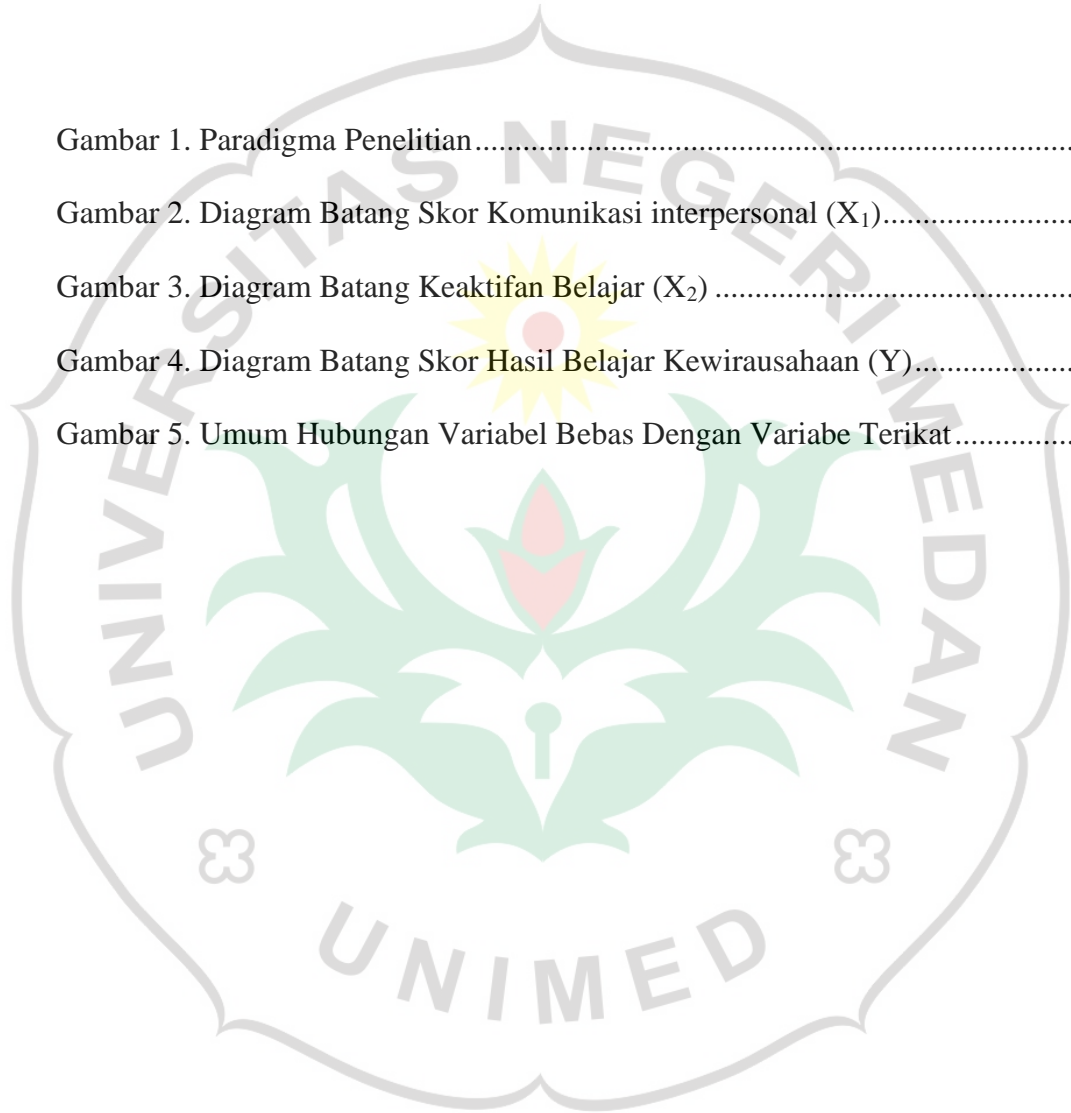 Gambar 1. Paradigma Penelitian..........................................................................
Gambar 2. Diagram Batang Skor Komunikasi interpersonal (X₁).......................
Gambar 3. Diagram Batang Keaktifan Belajar (X₂) ...........................................
Gambar 4. Diagram Batang Skor Hasil Belajar Kewirausahaan (Y)...................
Gambar 5. Umum Hubungan Variabel Bebas Dengan Variabe Terikat...............
UNIVERSITAS NEGERI MEDAN
UNIMED